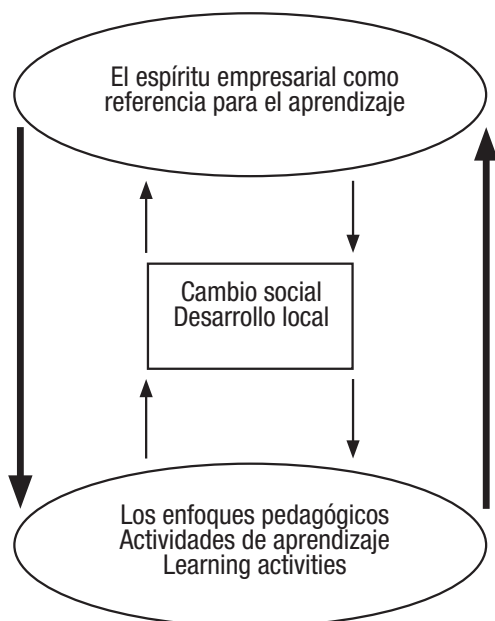 El espíritu empresarial como
referencia para el aprendizaje
Cambio social
Desarrollo local
Los enfoques pedagógicos
Actividades de aprendizaje
Learning activities